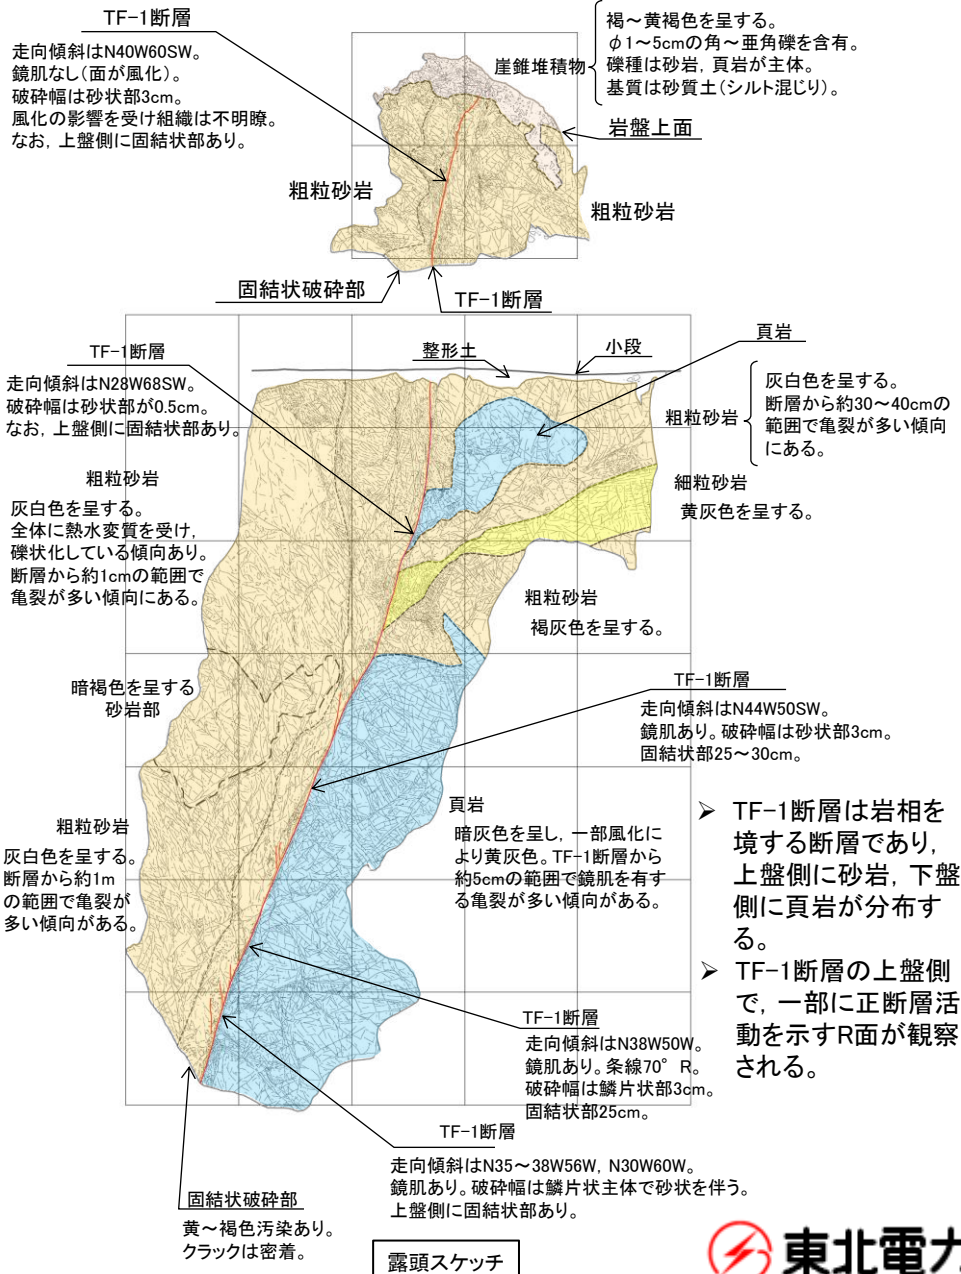 TF-1断層
走向傾斜はN40W60SW。
鏡肌なし(面が風化)。
破砕幅は砂状部3cm。
風化の影響を受け組織は不明瞭。
なお，上盤側に固結状部あり。
崖錐堆積物
褐～黄褐色を呈する。
φ1～5cmの角～亜角礫を含有。
礫種は砂岩，頁岩が主体。
基質は砂質土(シルト混じり)。
岩盤上面
粗粒砂岩
粗粒砂岩
固結状破砕部
TF-1断層
TF-1断層
走向傾斜はN28W68SW。
破砕幅は砂状部が0.5cm。
なお，上盤側に固結状部あり。
整形土
小段
頁岩
粗粒砂岩
灰白色を呈する。
断層から約30～40cmの
範囲で亀裂が多い傾向
にある。
細粒砂岩
黄灰色を呈する。
粗粒砂岩
灰白色を呈する。
全体に熱水変質を受け，
礫状化している傾向あり。
断層から約1cmの範囲で
亀裂が多い傾向にある。
粗粒砂岩
褐灰色を呈する。
暗褐色を呈する
砂岩部
TF-1断層
走向傾斜はN44W50SW。
鏡肌あり。破砕幅は砂状部3cm。
固結状部25～30cm。
粗粒砂岩
灰白色を呈する。
断層から約1m
の範囲で亀裂が
多い傾向がある。
頁岩
暗灰色を呈し，一部風化に
より黄灰色。TF-1断層から
約5cmの範囲で鏡肌を有す
る亀裂が多い傾向がある。
➢ TF-1断層は岩相を
境する断層であり，
上盤側に砂岩，下盤
側に頁岩が分布す
る。
➢ TF-1断層の上盤側
で，一部に正断層活
動を示すR面が観察
される。
TF-1断層
走向傾斜はN38W50W。
鏡肌あり。条線70° R。
破砕幅は鱗片状部3cm。
固結状部25cm。
TF-1断層
走向傾斜はN35～38W56W，N30W60W。
鏡肌あり。破砕幅は鱗片状主体で砂状を伴う。
上盤側に固結状部あり。
固結状破砕部
黄～褐色汚染あり。
クラックは密着。
露頭スケッチ
東北電力